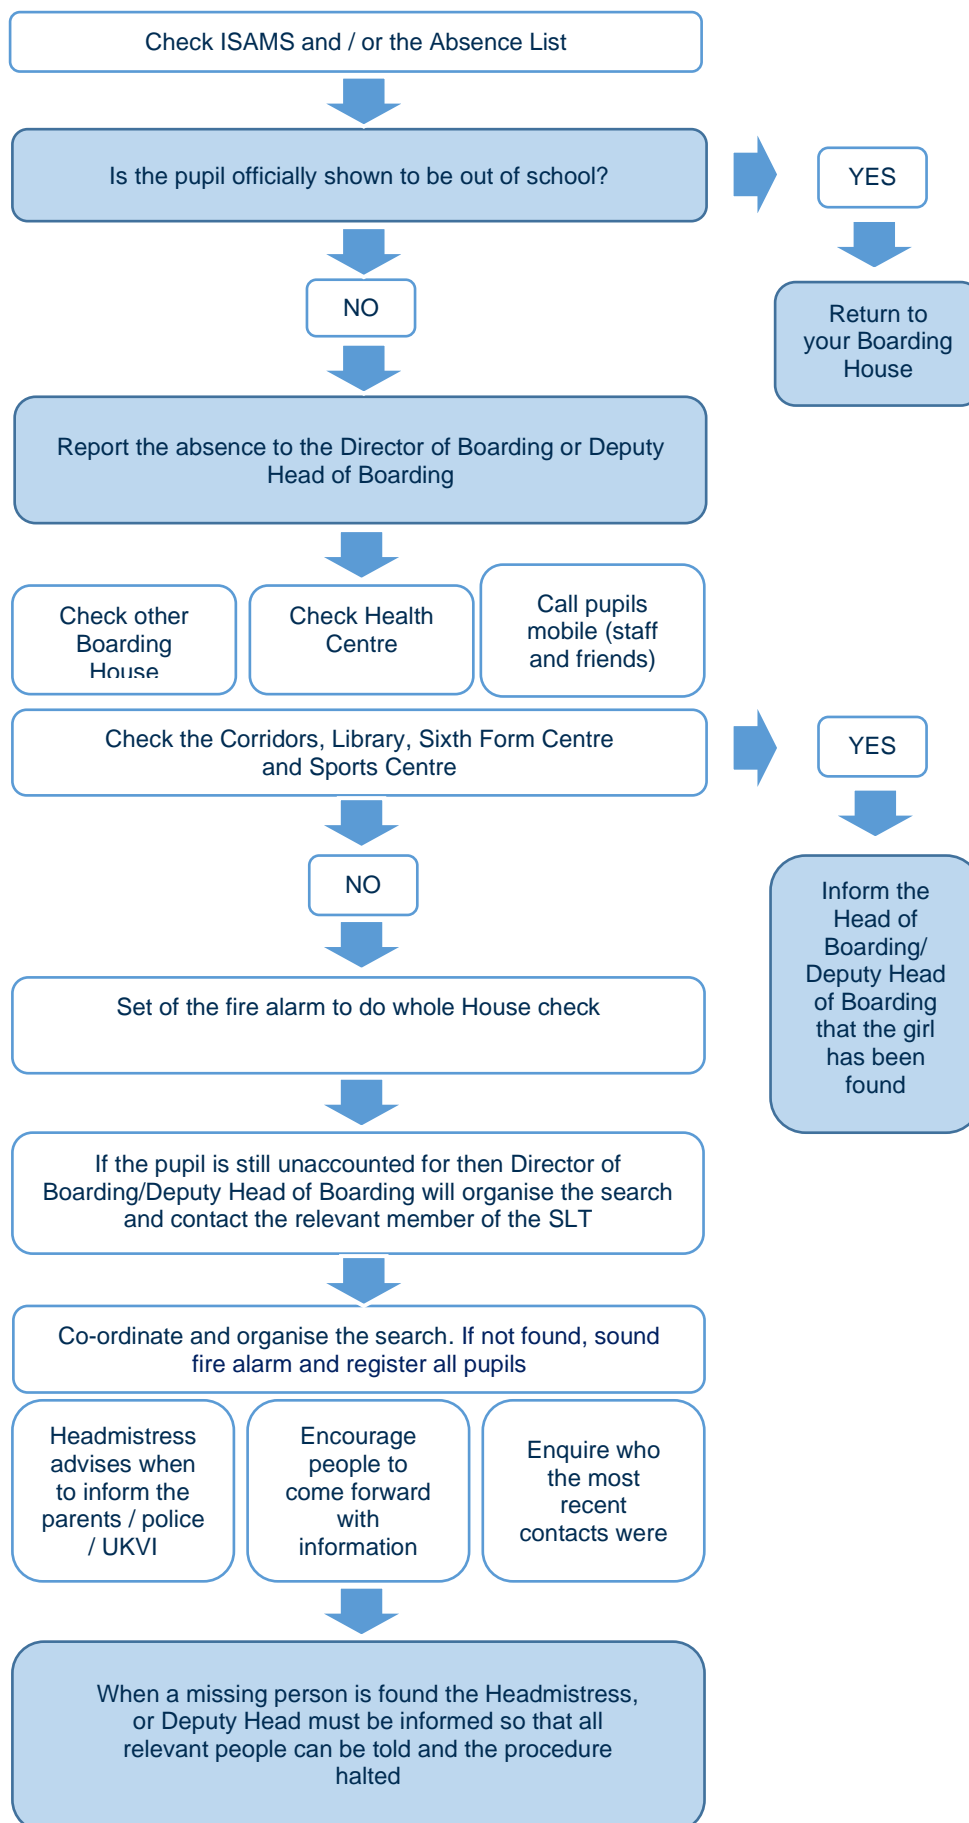 Check ISAMS and / or the Absence List
Is the pupil officially shown to be out of school?
YES
NO
Return to
your Boarding
House
Report the absence to the Director of Boarding or Deputy
Head of Boarding
Check other
Boarding
House
Check Health
Centre
Call pupils
mobile (staff
and friends)
Check the Corridors, Library, Sixth Form Centre
and Sports Centre
YES
NO
Inform the
Head of
Boarding/
Deputy Head
of Boarding
that the girl
has been
found
Set of the fire alarm to do whole House check
If the pupil is still unaccounted for then Director of
Boarding/Deputy Head of Boarding will organise the search
and contact the relevant member of the SLT
Co-ordinate and organise the search. If not found, sound
fire alarm and register all pupils
Headmistress
advises when
to inform the
parents / police
/ UKVI
Encourage
people to
come forward
with
information
Enquire who
the most
recent
contacts were
When a missing person is found the Headmistress,
or Deputy Head must be informed so that all
relevant people can be told and the procedure
halted